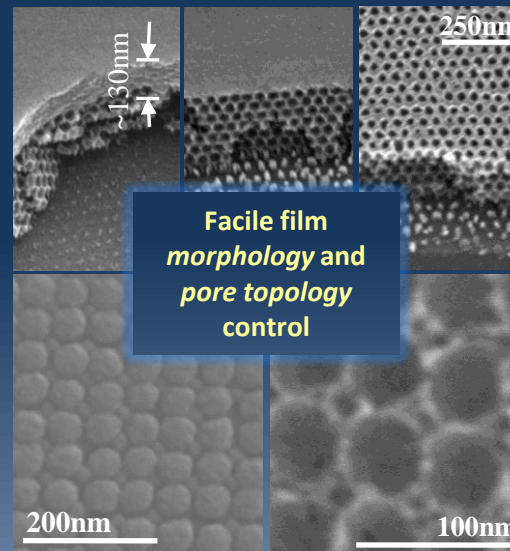 ~130nm
250nm
Facile film
morphology and
pore topology
control
200nm
100nm